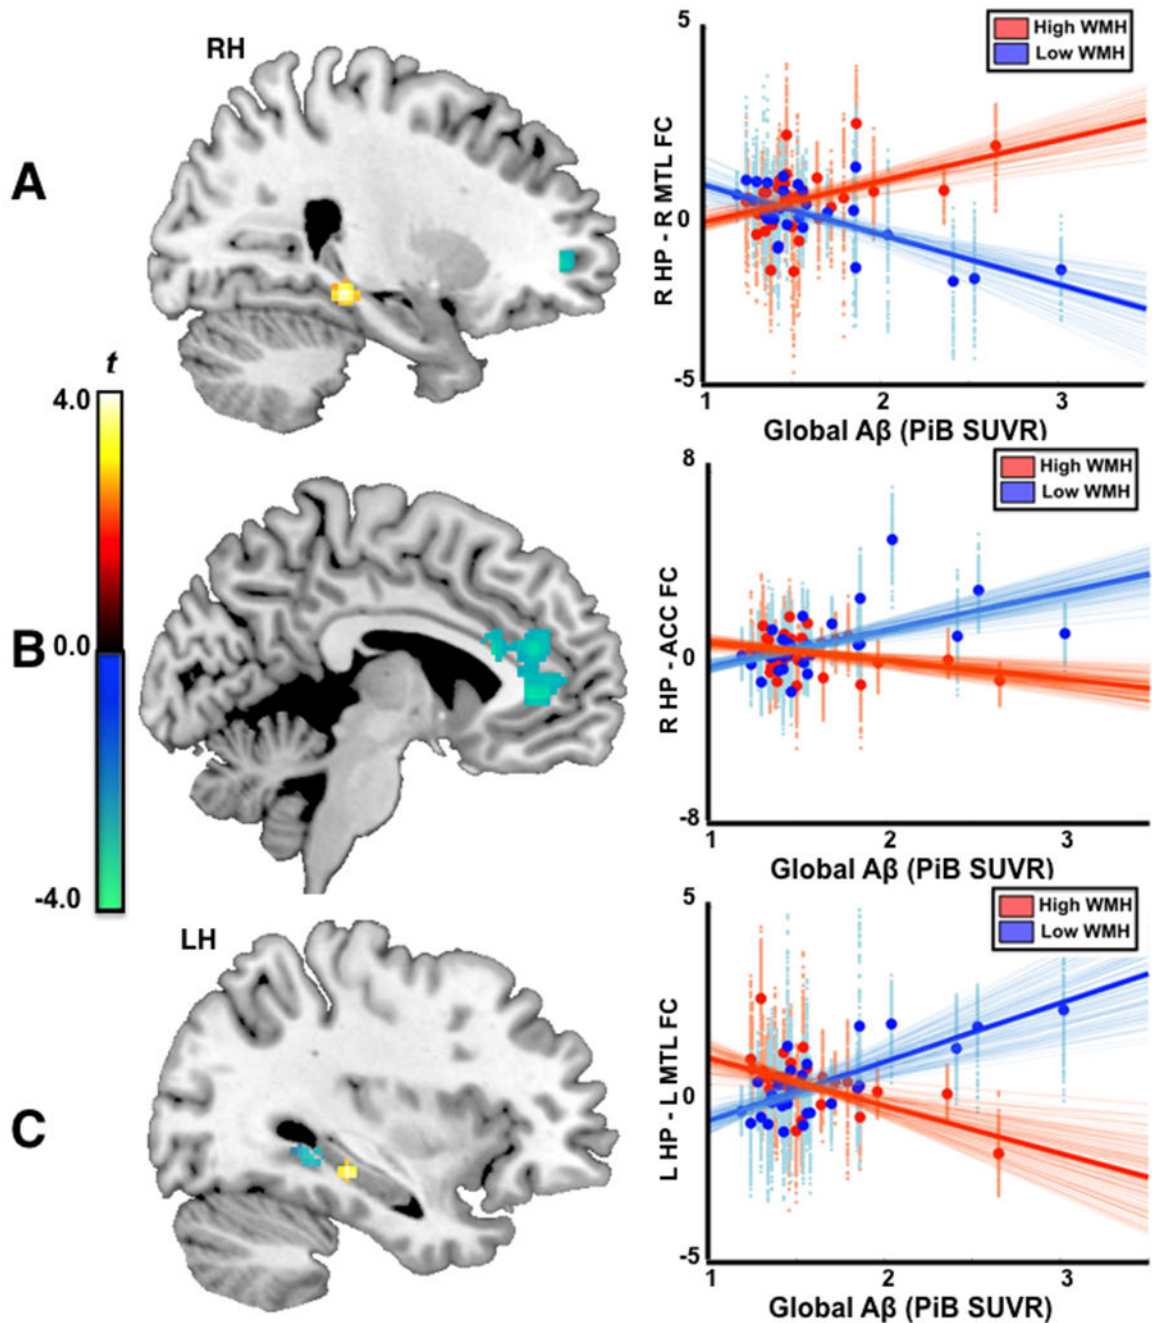 A
RH
t
4.0
0.0
-4.0
5
0
-5
R HP - R MTL FC
High WMH
Low WMH
1 2 3
Global Aβ (PiB SUVR)
B
8
0
-8
R HP - ACC FC
High WMH
Low WMH
1 2 3
Global Aβ (PiB SUVR)
C
LH
5
0
-5
L HP - L MTL FC
High WMH
Low WMH
1 2 3
Global Aβ (PiB SUVR)